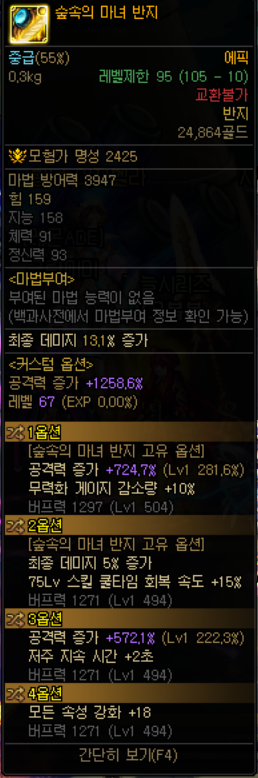 숲속의 마녀 반지
중급(55%) 에픽
0,3kg 레벨제한 95 (105 - 10)
교환불가
반지
24,864골드
모험가 명성 2425
마법 방어력 3947
힘 159
지능 158
체력 91
정신력 93
<마법부여>
부여된 마법 능력이 없음
(백과사전에서 마법부여 정보 확인 가능)
최종 데미지 13,1% 증가
<커스텀 옵션>
공격력 증가 +1258,6%
레벨 67 (EXP 0,00%)
1옵션
[숲속의 마녀 반지 고유 옵션]
공격력 증가 +724,7% (Lv1 281,6%)
무력화 게이지 감소량 +10%
버프력 1297 (Lv1 504)
2옵션
[숲속의 마녀 반지 고유 옵션]
최종 데미지 5% 증가
75Lv 스킬 쿨타임 회복 속도 +15%
버프력 1271 (Lv1 494)
3옵션
공격력 증가 +572,1% (Lv1 222,3%)
저주 지속 시간 +2초
버프력 1271 (Lv1 494)
4옵션
모든 속성 강화 +18
버프력 1271 (Lv1 494)
간단히 보기(F4)